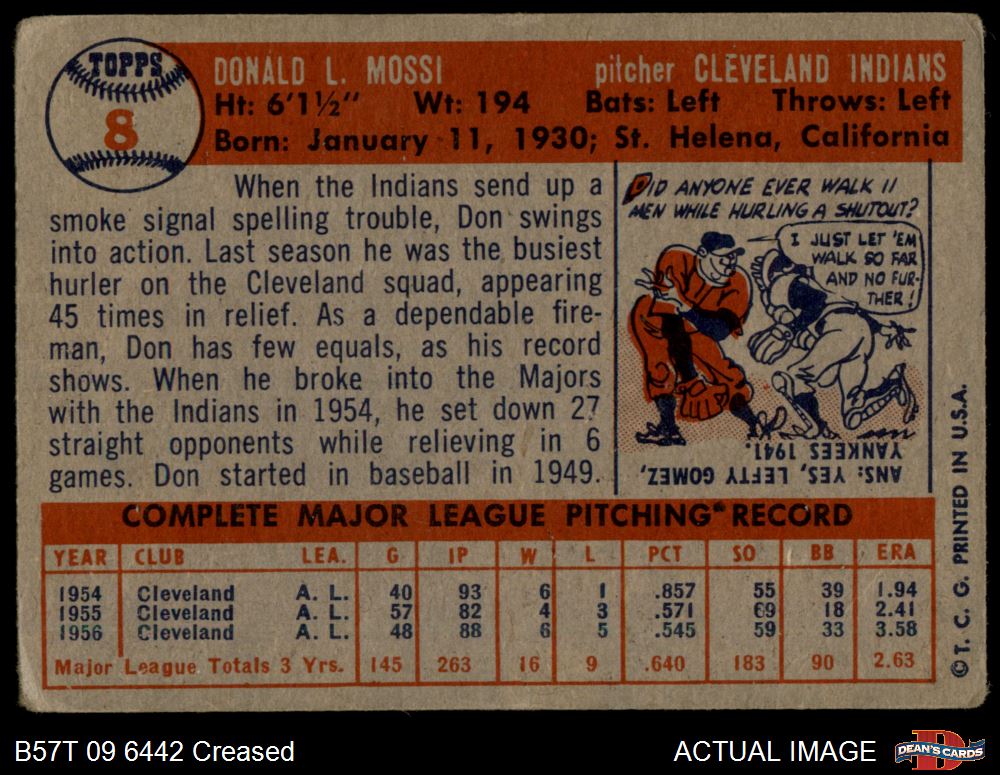 TOPPS
8
DONALD L. MOSSI pitcher CLEVELAND INDIANS
Ht: 6'1½" Wt: 194 Bats: Left Throws: Left
Born: January 11, 1930; St. Helena, California
When the Indians send up a
smoke signal spelling trouble, Don swings
into action. Last season he was the busiest
hurler on the Cleveland squad, appearing
45 times in relief. As a dependable fire-
man, Don has few equals, as his record
shows. When he broke into the Majors
with the Indians in 1954, he set down 27
straight opponents while relieving in 6
games. Don started in baseball in 1949.
DID ANYONE EVER WALK 11
MEN WHILE HURLING A SHUTOUT?
I JUST LET 'EM
WALK SO FAR
AND NO FUR-
THER!
ANS: YES, LEFTY GOMEZ,
YANKEES 1941.
COMPLETE MAJOR LEAGUE PITCHING RECORD
YEAR CLUB LEA. G IP W L PCT SO BB ERA
1954 Cleveland A. L. 40 93 6 1 .857 55 39 1.94
1955 Cleveland A. L. 57 82 4 3 .571 69 18 2.41
1956 Cleveland A. L. 48 88 6 5 .545 59 33 3.58
Major League Totals 3 Yrs. 145 263 16 9 .640 183 90 2.63
©T. C. G. PRINTED IN U.S.A.
B57T 09 6442 Creased ACTUAL IMAGE
D
DEAN'S CARDS